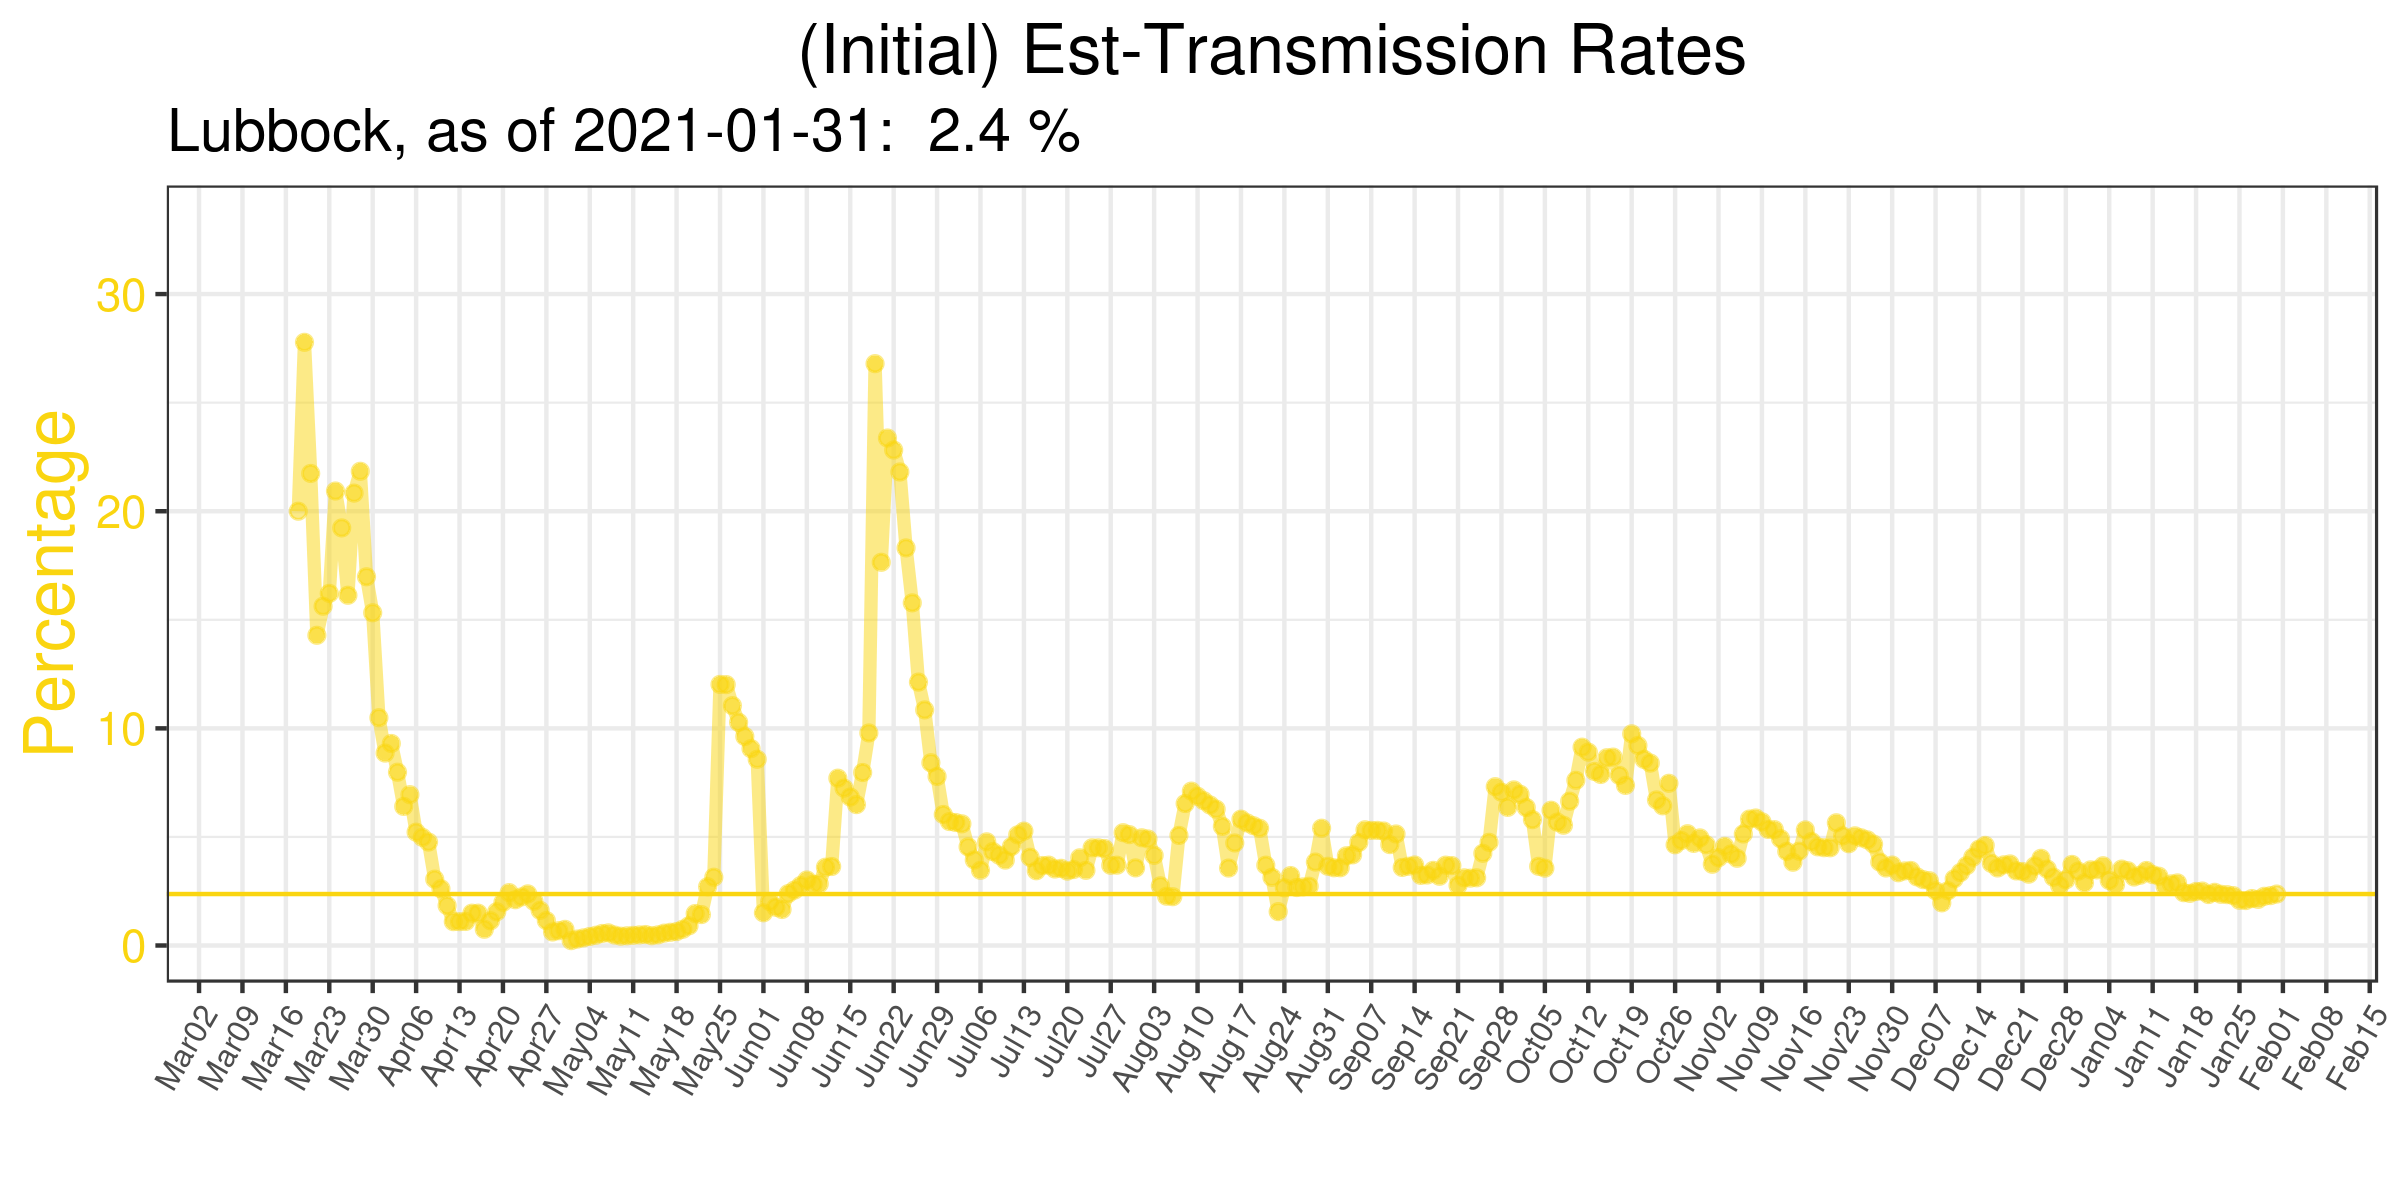 (Initial) Est-Transmission Rates
Lubbock, as of 2021-01-31:  2.4 %
Percentage
30
20
10
0
Mar02
Mar09
Mar16
Mar23
Mar30
Apr06
Apr13
Apr20
Apr27
May04
May11
May18
May25
Jun01
Jun08
Jun15
Jun22
Jun29
Jul06
Jul13
Jul20
Jul27
Aug03
Aug10
Aug17
Aug24
Aug31
Sep07
Sep14
Sep21
Sep28
Oct05
Oct12
Oct19
Oct26
Nov02
Nov09
Nov16
Nov23
Nov30
Dec07
Dec14
Dec21
Dec28
Jan04
Jan11
Jan18
Jan25
Feb01
Feb08
Feb15